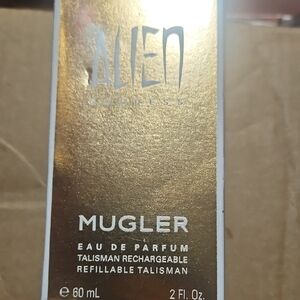 ALIEN
MUGLER
EAU DE PARFUM
TALISMAN RECHARGEABLE
REFILLABLE TALISMAN
e 60 mL 2 Fl. Oz.